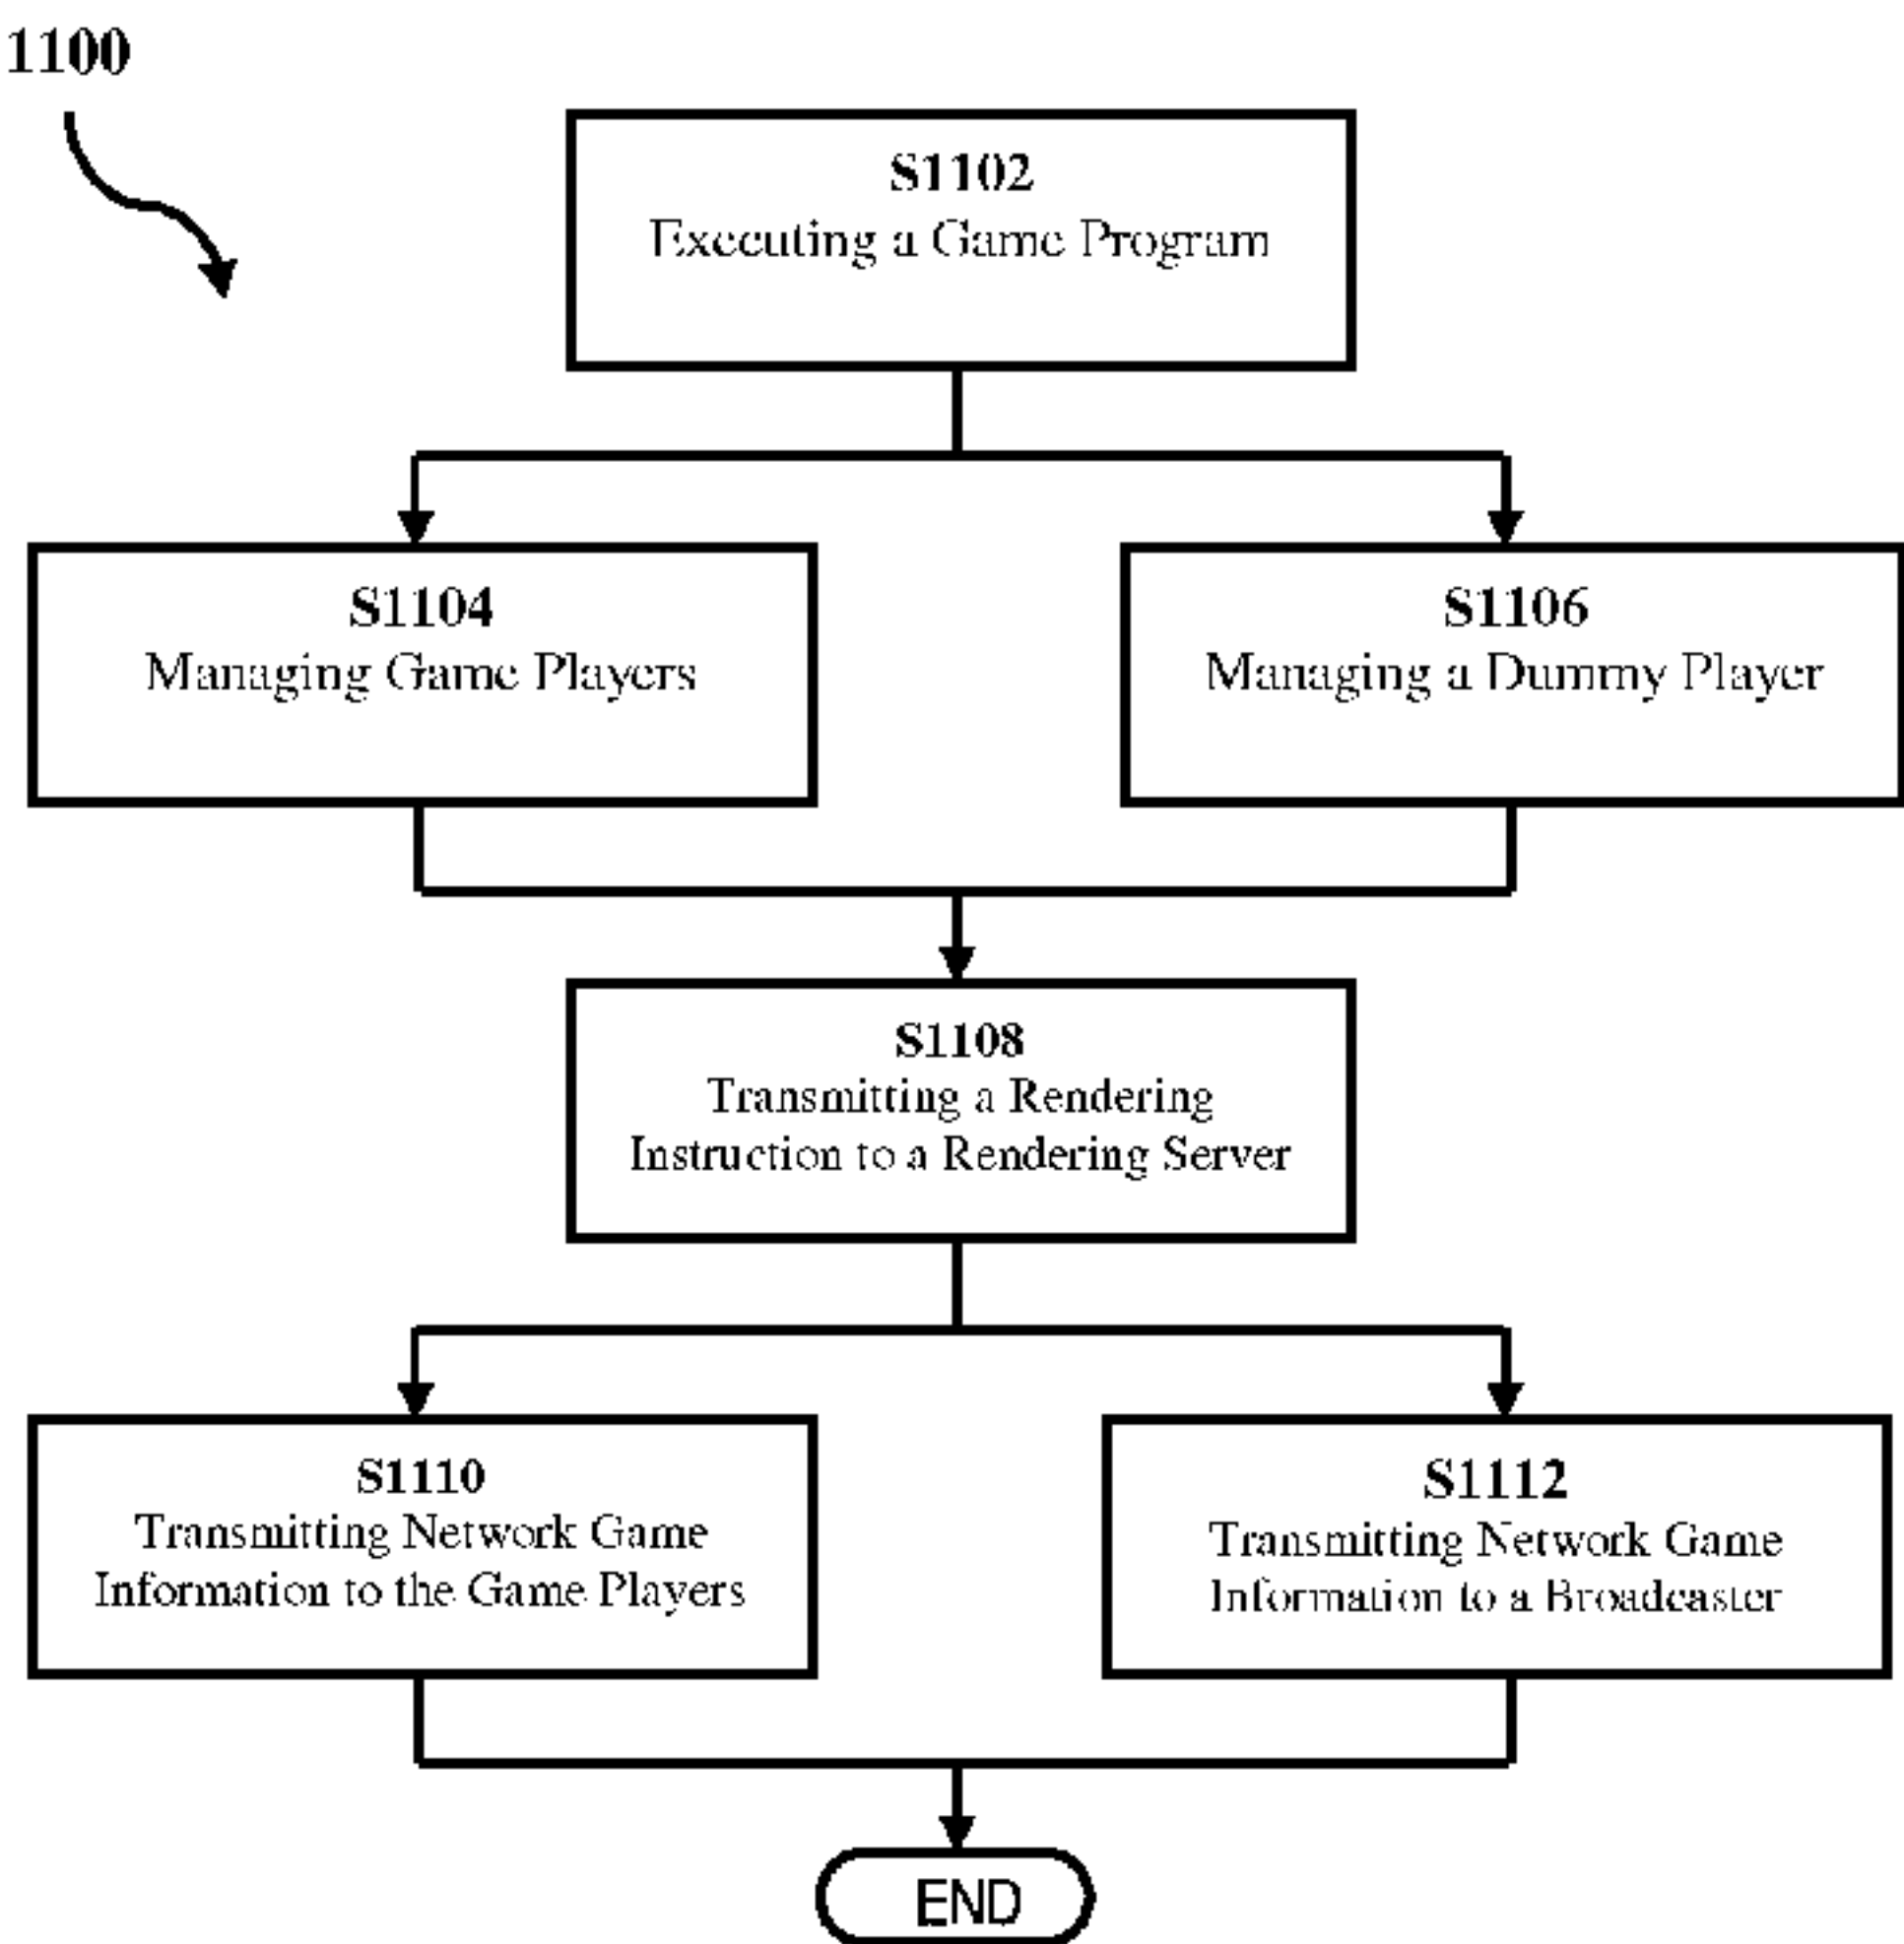 1100
S1102
Executing a Game Program
S1104
Managing Game Players
S1106
Managing a Dummy Player
S1108
Transmitting a Rendering
Instruction to a Rendering Server
S1110
Transmitting Network Game
Information to the Game Players
S1112
Transmitting Network Game
Information to a Broadcaster
END